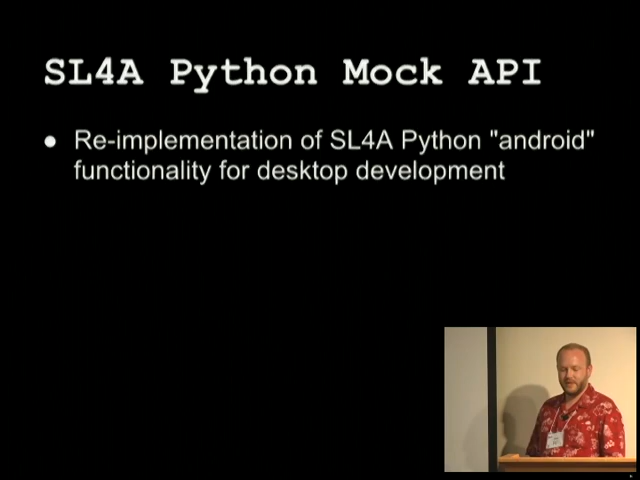 SL4A Python Mock API
● Re-implementation of SL4A Python "android"
functionality for desktop development